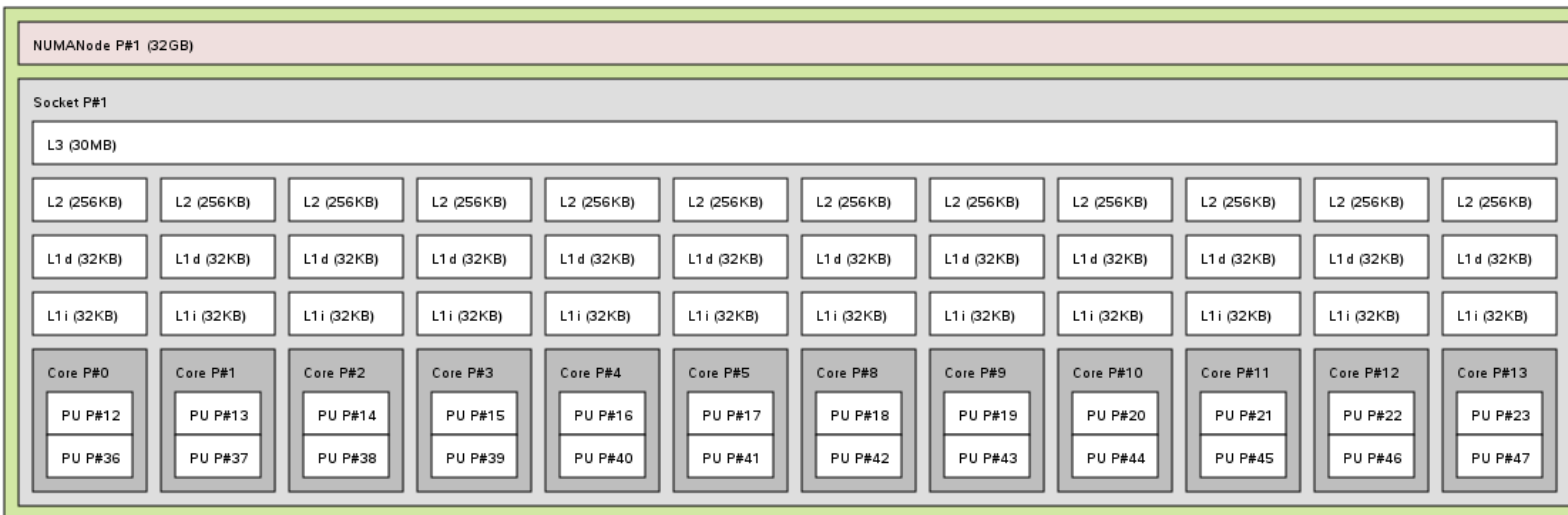 NUMANode P#1 (32GB)
Socket P#1
L3 (30MB)
L2 (256KB) L2 (256KB) L2 (256KB) L2 (256KB) L2 (256KB) L2 (256KB) L2 (256KB) L2 (256KB) L2 (256KB) L2 (256KB) L2 (256KB) L2 (256KB)
L1d (32KB) L1d (32KB) L1d (32KB) L1d (32KB) L1d (32KB) L1d (32KB) L1d (32KB) L1d (32KB) L1d (32KB) L1d (32KB) L1d (32KB) L1d (32KB)
L1i (32KB) L1i (32KB) L1i (32KB) L1i (32KB) L1i (32KB) L1i (32KB) L1i (32KB) L1i (32KB) L1i (32KB) L1i (32KB) L1i (32KB) L1i (32KB)
Core P#0 Core P#1 Core P#2 Core P#3 Core P#4 Core P#5 Core P#8 Core P#9 Core P#10 Core P#11 Core P#12 Core P#13
PU P#12 PU P#13 PU P#14 PU P#15 PU P#16 PU P#17 PU P#18 PU P#19 PU P#20 PU P#21 PU P#22 PU P#23
PU P#36 PU P#37 PU P#38 PU P#39 PU P#40 PU P#41 PU P#42 PU P#43 PU P#44 PU P#45 PU P#46 PU P#47